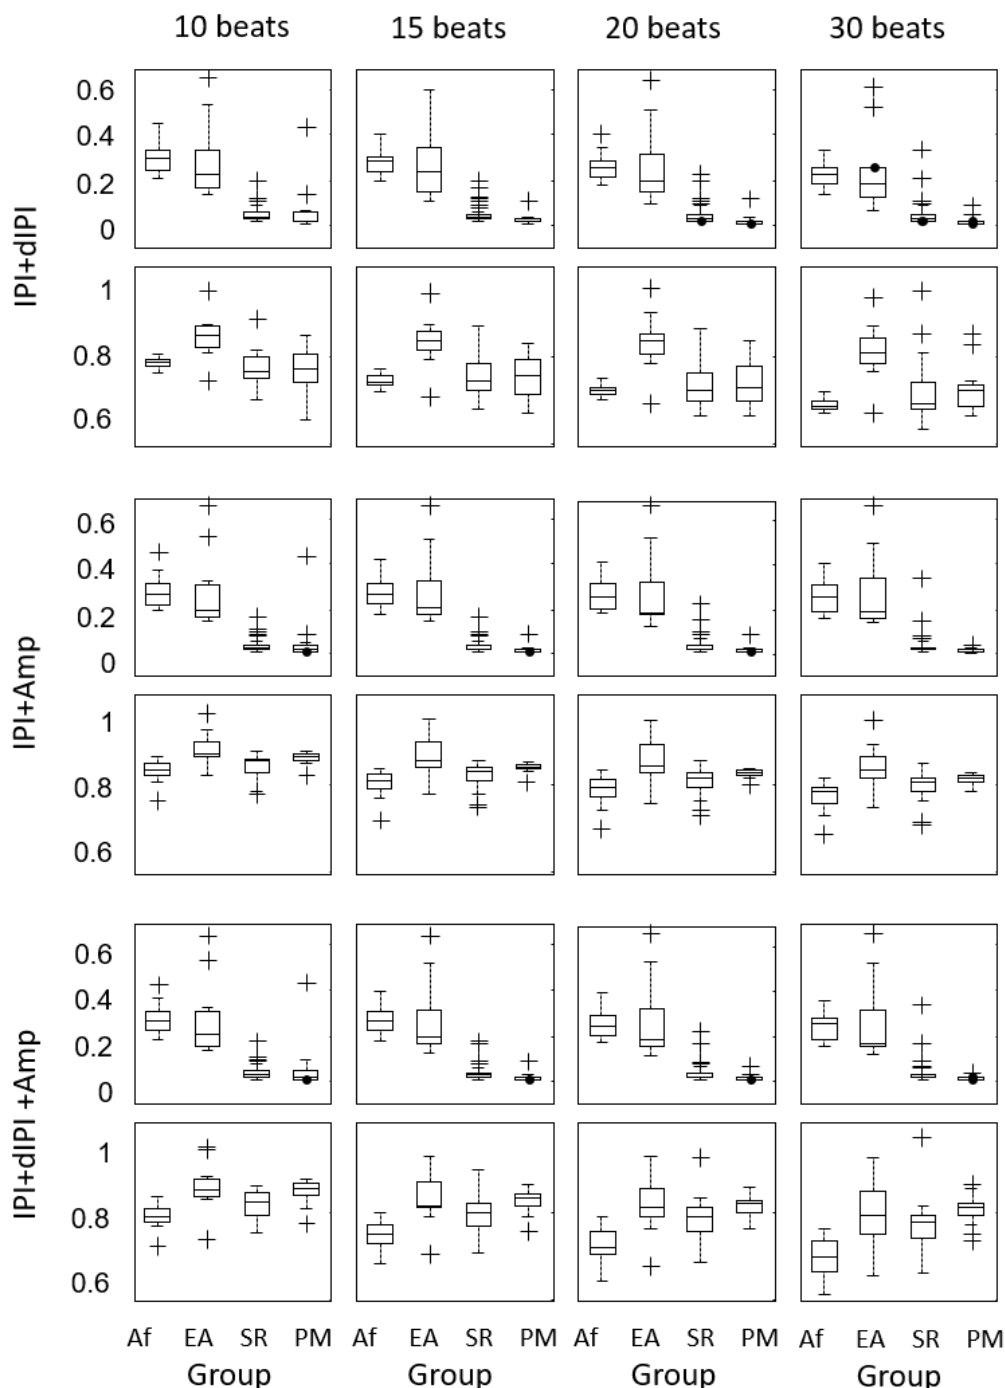 10 beats
15 beats
20 beats
30 beats
IPI+dIPI
0.6
0.4
0.2
0
1
0.8
0.6
IPI+Amp
0.6
0.4
0.2
0
1
0.8
0.6
IPI+dIPI +Amp
0.6
0.4
0.2
0
1
0.8
0.6
Af EA SR PM
Af EA SR PM
Af EA SR PM
Af EA SR PM
Group
Group
Group
Group